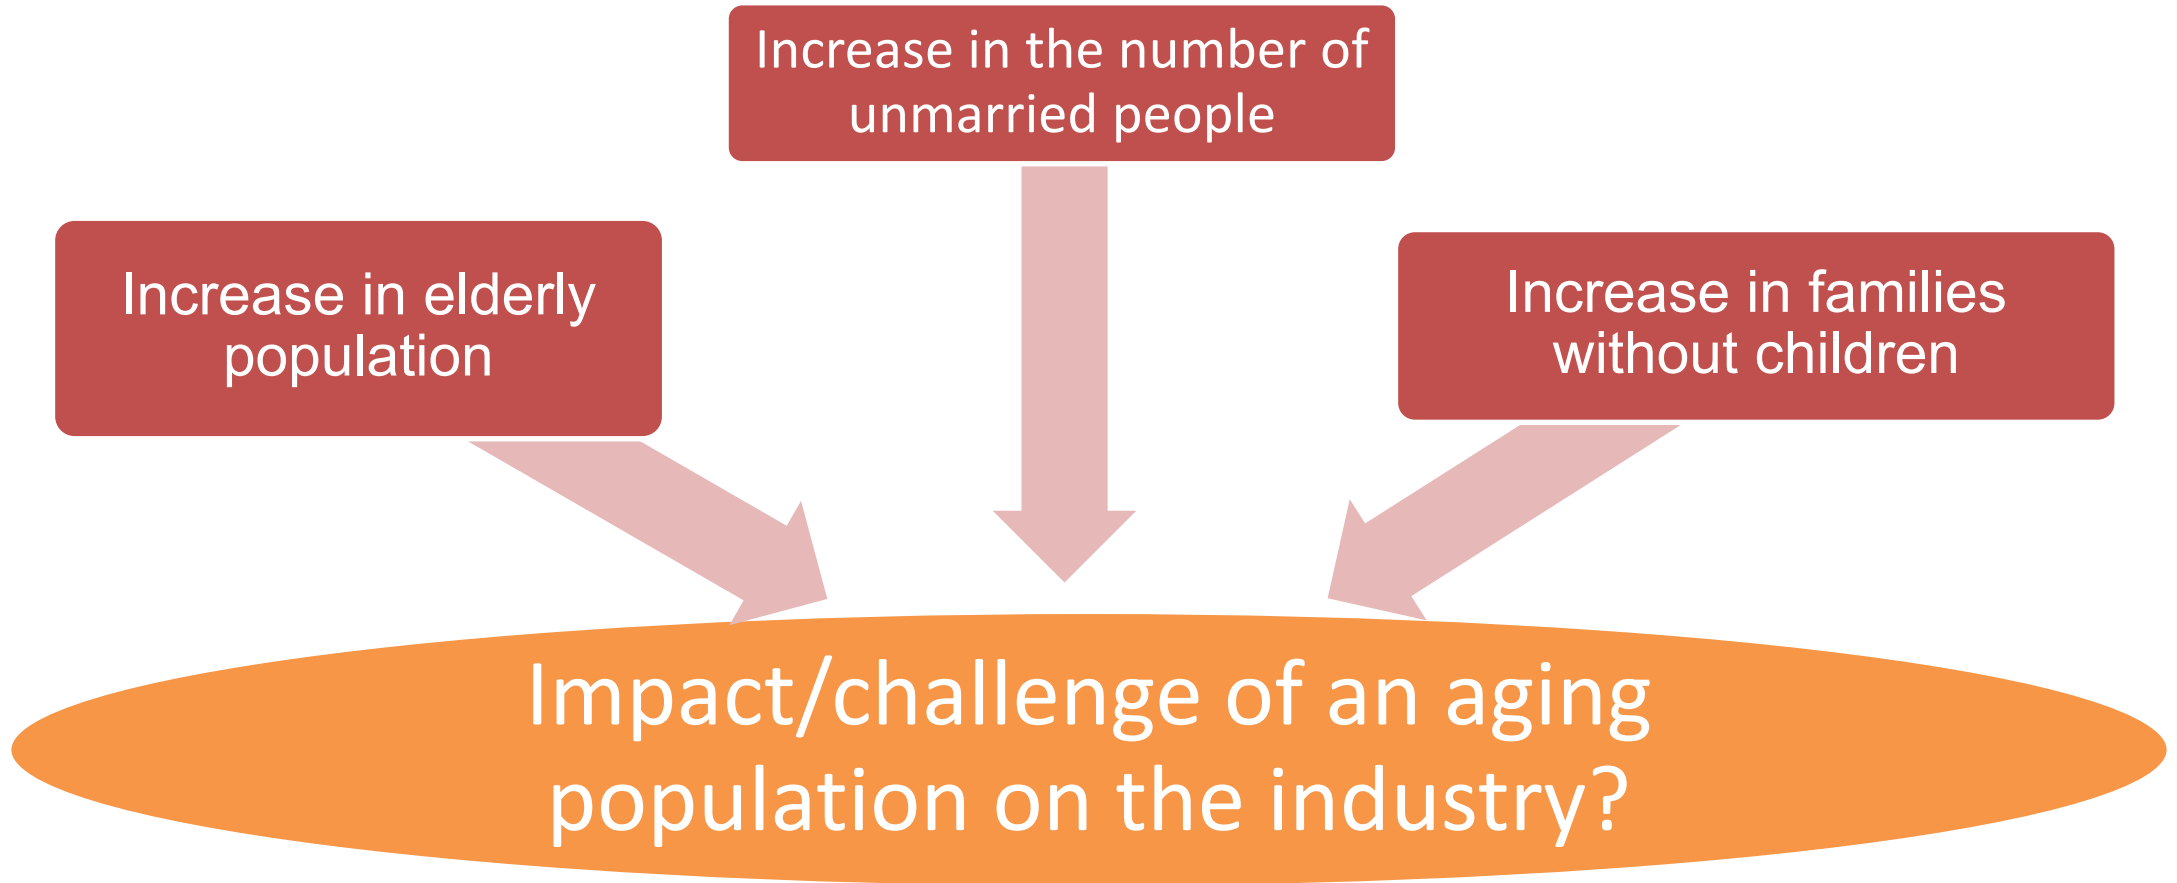 Increase in the number of
unmarried people
Increase in elderly
population
Increase in families
without children
Impact/challenge of an aging
population on the industry?